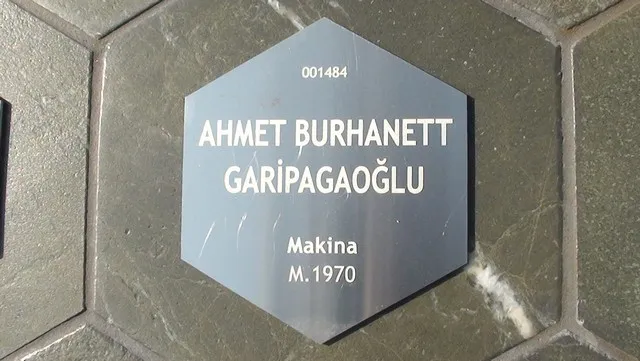 001484
AHMET BURHANETT
GARİPAGAOĞLU
Makina
M.1970